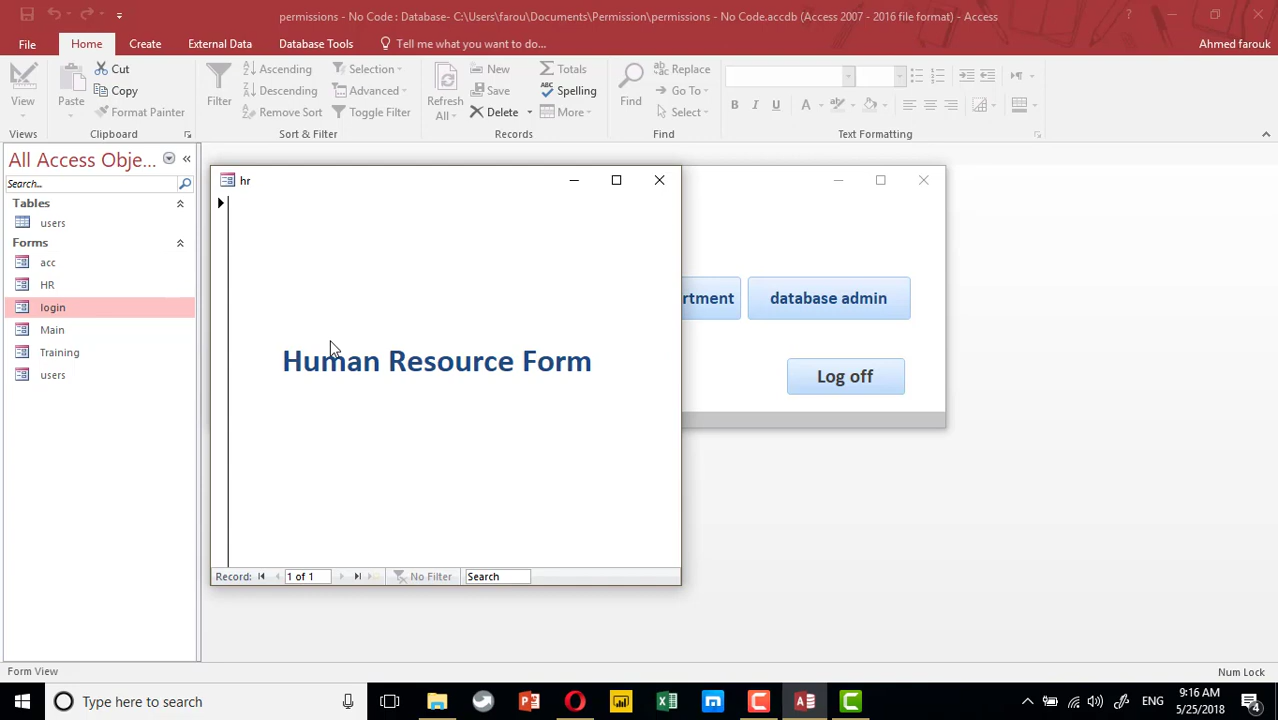 permissions - No Code : Database- C:\Users\farou\Documents\Permission\permissions - No Code.accdb (Access 2007 - 2016 file format) - Access
File Home Create External Data Database Tools Tell me what you want to do... Ahmed farouk
View
Views
Paste
Cut
Copy
Format Painter
Clipboard
Filter
Ascending
Descending
Remove Sort
Selection
Advanced
Toggle Filter
Sort & Filter
Refresh
All
New
Save
Delete
Totals
Spelling
More
Records
Find
Replace
Go To
Select
Find
B I U A
Text Formatting
All Access Obje...
Search...
Tables
users
Forms
acc
HR
login
Main
Training
users
hr
Human Resource Form
Record: 1 of 1 No Filter Search
rtment
database admin
Log off
Form View
Num Lock
Type here to search
ENG
9:16 AM
5/25/2018
4